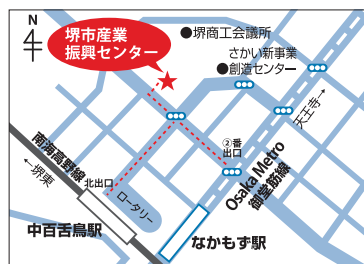 N
堺市産業
振興センター
●堺商工会議所
さかい新事業
●創造センター
天王寺→
②番
出口
Osaka Metro
御堂筋線
南海高野線
←堺東
北出口
ロータリー
中百舌鳥駅
なかもず駅